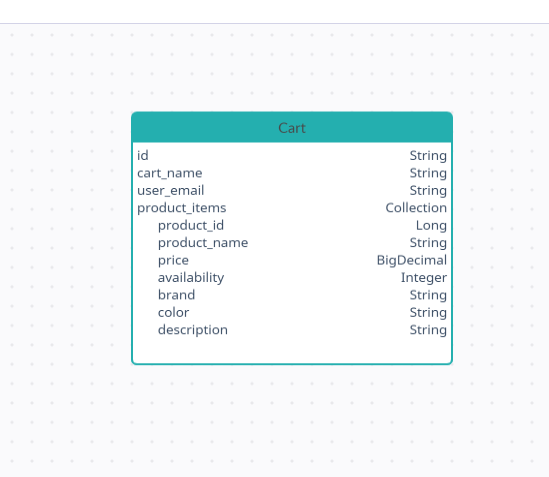 Cart
id String
cart_name String
user_email String
product_items Collection
product_id Long
product_name String
price BigDecimal
availability Integer
brand String
color String
description String